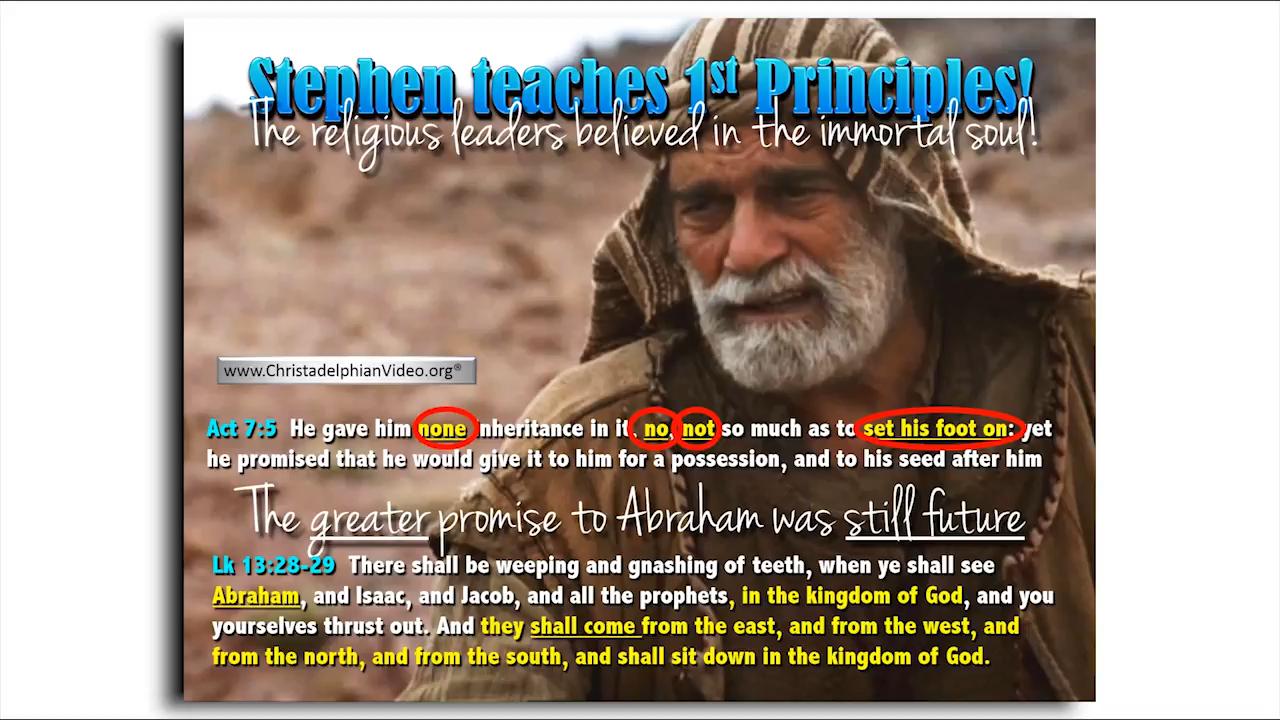 Stephen teaches 1st Principles!
The religious leaders believed in the immortal soul!
www.ChristadelphianVideo.org®
Act 7:5 He gave him none inheritance in it, no, not so much as to set his foot on: yet
he promised that he would give it to him for a possession, and to his seed after him
The greater promise to Abraham was still future
Lk 13:28-29 There shall be weeping and gnashing of teeth, when ye shall see
Abraham, and Isaac, and Jacob, and all the prophets, in the kingdom of God, and you
yourselves thrust out. And they shall come from the east, and from the west, and
from the north, and from the south, and shall sit down in the kingdom of God.